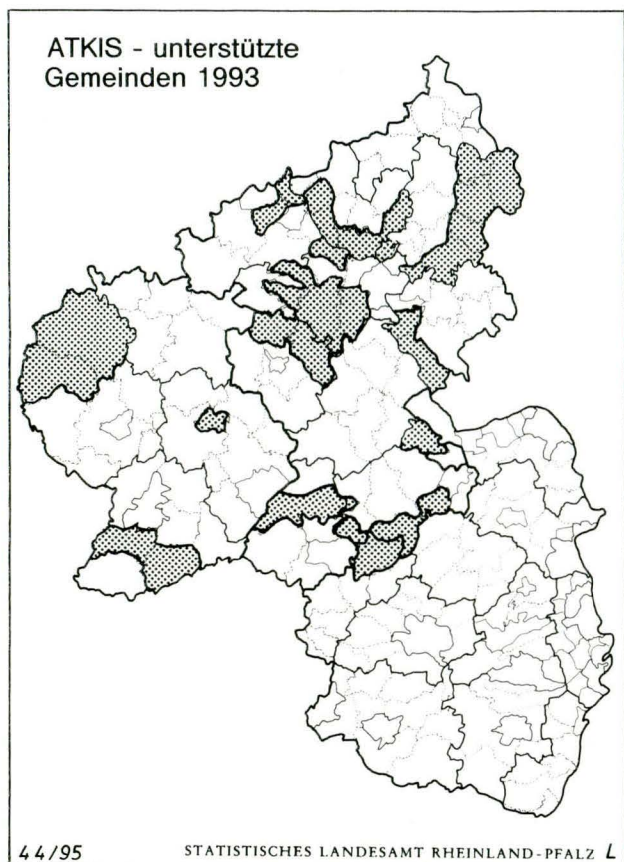 ATKIS - unterstützte
Gemeinden 1993
44/95
STATISTISCHES LANDESAMT RHEINLAND-PFALZ L